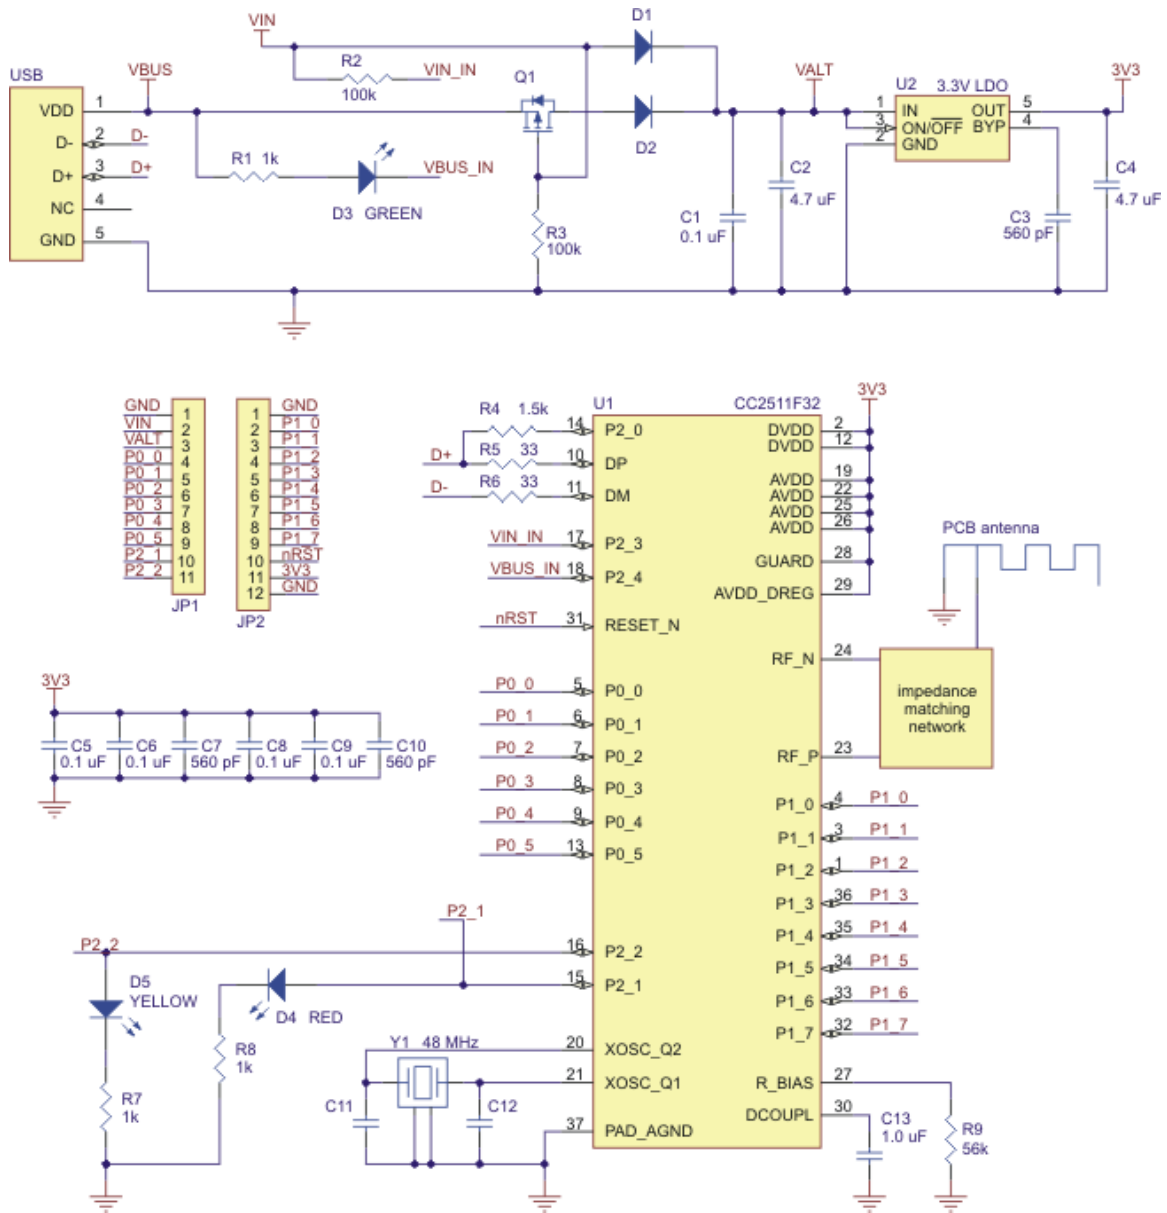 VIN
D1
USB
VBUS
R2
100k
VIN_IN
Q1
VALT
U2 3.3V LDO
3V3
VDD 1
D- 2 D-
D+ 3 D+
NC 4
GND 5
R1 1k
VBUS_IN
D3 GREEN
R3
100k
D2
C1
0.1 uF
C2
4.7 uF
1 IN OUT 5
3 ON/OFF BYP 4
2 GND
C3
560 pF
C4
4.7 uF
GND 1
VIN 2
VALT 3
P0_0 4
P0_1 5
P0_2 6
P0_3 7
P0_4 8
P0_5 9
P2_1 10
P2_2 11
JP1
1 GND
2 P1_0
3 P1_1
4 P1_2
5 P1_3
6 P1_4
7 P1_5
8 P1_6
9 P1_7
10 nRST
11 3V3
12 GND
JP2
U1 CC2511F32
3V3
R4 1.5k 14 P2_0
D+ R5 33 10 DP
D- R6 33 11 DM
VIN_IN 17 P2_3
VBUS_IN 18 P2_4
nRST 31 RESET_N
P0_0 5 P0_0
P0_1 6 P0_1
P0_2 7 P0_2
P0_3 8 P0_3
P0_4 9 P0_4
P0_5 13 P0_5
P2_1
P2_2 16 P2_2
15 P2_1
20 XOSC_Q2
21 XOSC_Q1
37 PAD_AGND
DVDD 2
DVDD 12
AVDD 19
AVDD 22
AVDD 25
AVDD 26
GUARD 28
AVDD_DREG 29
RF_N 24
RF_P 23
P1_0 4 P1_0
P1_1 3 P1_1
P1_2 1 P1_2
P1_3 36 P1_3
P1_4 35 P1_4
P1_5 34 P1_5
P1_6 33 P1_6
P1_7 32 P1_7
R_BIAS 27
DCOUPL 30
PCB antenna
impedance
matching
network
3V3
C5
0.1 uF
C6
0.1 uF
C7
560 pF
C8
0.1 uF
C9
0.1 uF
C10
560 pF
D5
YELLOW
D4 RED
R8
1k
R7
1k
Y1 48 MHz
C11
C12
C13
1.0 uF
R9
56k